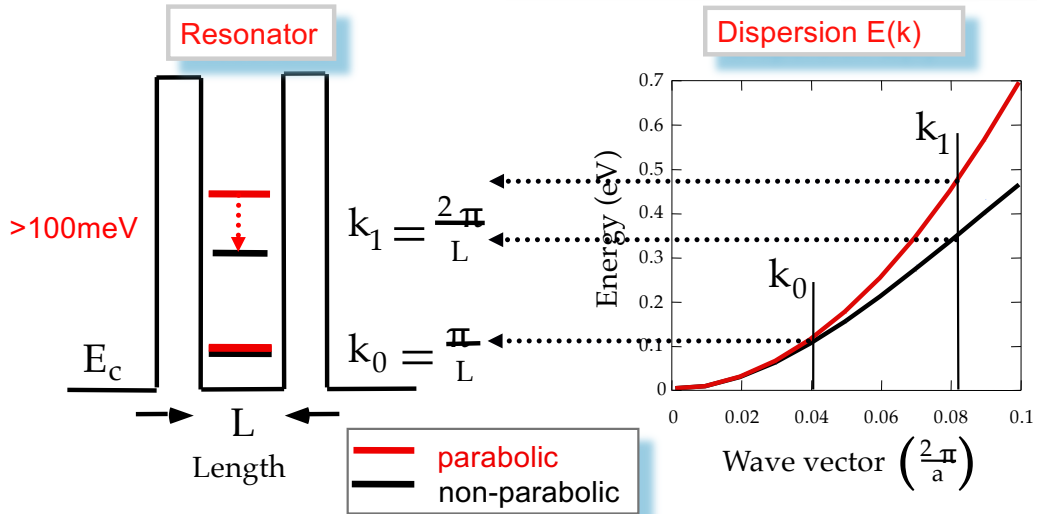 Resonator
Dispersion E(k)
>100meV
k₁ = 2π/L
k₀ = π/L
E_c
L
Length
parabolic
non-parabolic
Energy (eV)
0.7
0.6
0.5
0.4
0.3
0.2
0.1
0
k₁
k₀
0 0.02 0.04 0.06 0.08 0.1
Wave vector (2π/a)